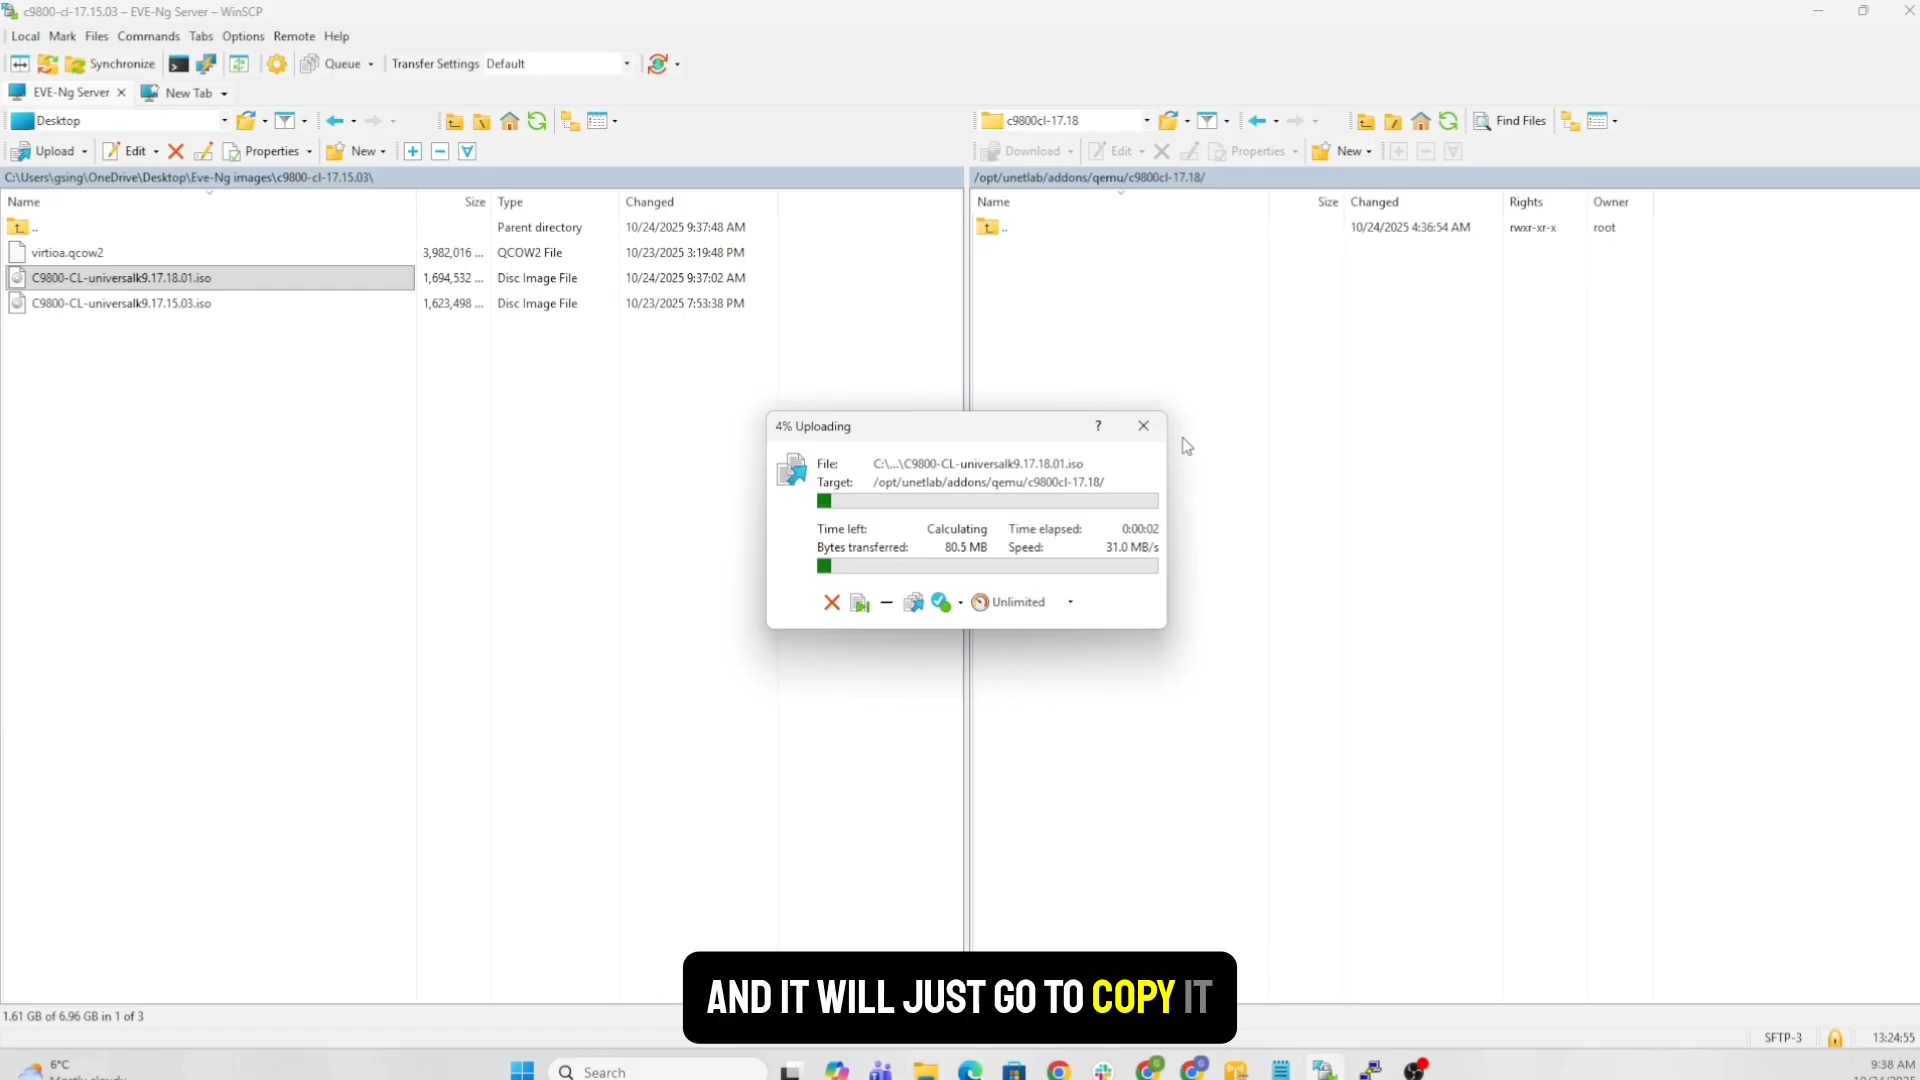 c9800-cl-17.15.03 – EVE-Ng Server – WinSCP
Local Mark Files Commands Tabs Options Remote Help
Synchronize Queue Transfer Settings Default
EVE-Ng Server New Tab
Desktop
c9800cl-17.18 Find Files
Upload Edit Properties New
Download Edit Properties New
C:\Users\gsing\OneDrive\Desktop\Eve-Ng images\c9800-cl-17.15.03\
/opt/unetlab/addons/qemu/c9800cl-17.18/
Name Size Type Changed
Name Size Changed Rights Owner
.. Parent directory 10/24/2025 9:37:48 AM
.. 10/24/2025 4:36:54 AM rwxr-xr-x root
virtioa.qcow2 3,982,016 ... QCOW2 File 10/23/2025 3:19:48 PM
C9800-CL-universalk9.17.18.01.iso 1,694,532 ... Disc Image File 10/24/2025 9:37:02 AM
C9800-CL-universalk9.17.15.03.iso 1,623,498 ... Disc Image File 10/23/2025 7:53:38 PM
4% Uploading ?
File: C:\...\C9800-CL-universalk9.17.18.01.iso
Target: /opt/unetlab/addons/qemu/c9800cl-17.18/
Time left: Calculating Time elapsed: 0:00:02
Bytes transferred: 80.5 MB Speed: 31.0 MB/s
Unlimited
AND IT WILL JUST GO TO COPY IT
1.61 GB of 6.96 GB in 1 of 3
SFTP-3 13:24:55
6°C
Mostly cloudy
Search
9:38 AM
10/24/2025